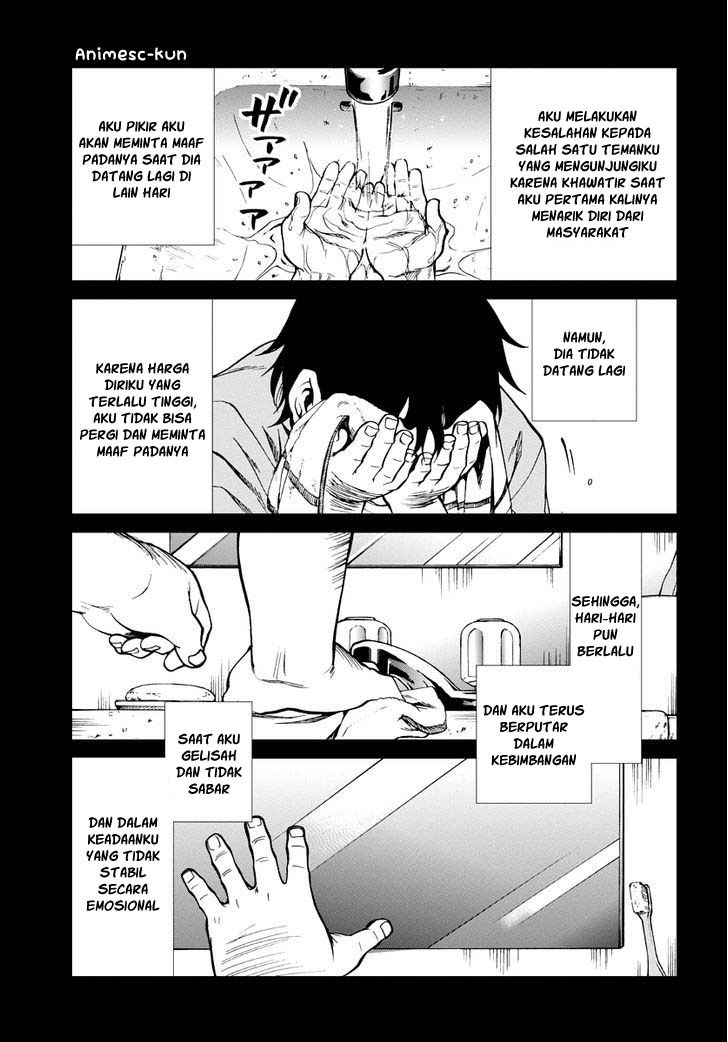 Animesc-kun
AKU MELAKUKAN
KESALAHAN KEPADA
SALAH SATU TEMANKU
YANG MENGUNJUNGIKU
KARENA KHAWATIR SAAT
AKU PERTAMA KALINYA
MENARIK DIRI DARI
MASYARAKAT
ザァァァァ
AKU PIKIR AKU
AKAN MEMINTA MAAF
PADANYA SAAT DIA
DATANG LAGI DI
LAIN HARI
NAMUN,
DIA TIDAK
DATANG LAGI
KARENA HARGA
DIRIKU YANG
TERLALU TINGGI,
AKU TIDAK BISA
PERGI DAN MEMINTA
MAAF PADANYA
SEHINGGA,
HARI-HARI
PUN
BERLALU
DAN AKU TERUS
BERPUTAR
DALAM
KEBIMBANGAN
SAAT AKU
GELISAH
DAN TIDAK
SABAR
DAN DALAM
KEADAANKU
YANG TIDAK
STABIL
SECARA
EMOSIONAL